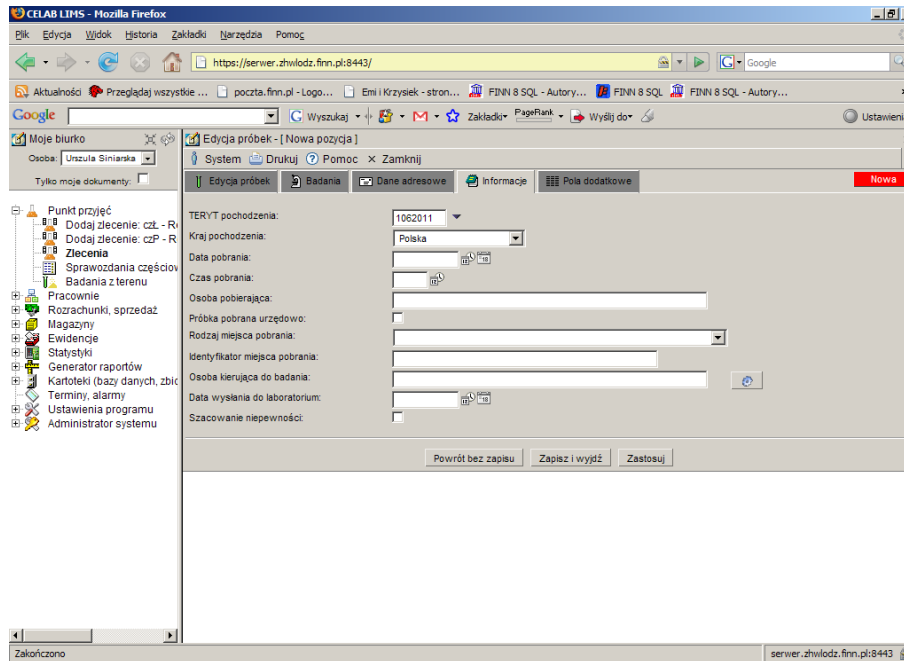 CELAB LIMS - Mozilla Firefox
Plik Edycja Widok Historia Zakładki Narzędzia Pomoc
https://serwer.zhwlodz.finn.pl:8443/ Google
Aktualności Przeglądaj wszystkie ... poczta.finn.pl - Logo... Emi i Krzysiek - stron... FINN 8 SQL - Autory... FINN 8 SQL FINN 8 SQL - Autory...
Google Wyszukaj Zakładki PageRank Wyślij do Ustawieni
Moje biurko
Osoba: Urszula Siniarska
Tylko moje dokumenty:
Edycja próbek - [ Nowa pozycja ]
System Drukuj Pomoc Zamknij
Edycja próbek Badania Dane adresowe Informacje Pola dodatkowe Nowa
Punkt przyjęć
Dodaj zlecenie: czŁ - R
Dodaj zlecenie: czP - R
Zlecenia
Sprawozdania częściow
Badania z terenu
Pracownie
Rozrachunki, sprzedaż
Magazyny
Ewidencje
Statystyki
Generator raportów
Kartoteki (bazy danych, zbio
Terminy, alarmy
Ustawienia programu
Administrator systemu
TERYT pochodzenia: 1062011
Kraj pochodzenia: Polska
Data pobrania:
Czas pobrania:
Osoba pobierająca:
Próbka pobrana urzędowo:
Rodzaj miejsca pobrania:
Identyfikator miejsca pobrania:
Osoba kierująca do badania:
Data wysłania do laboratorium:
Szacowanie niepewności:
Powrót bez zapisu Zapisz i wyjdź Zastosuj
Zakończono serwer.zhwlodz.finn.pl:8443